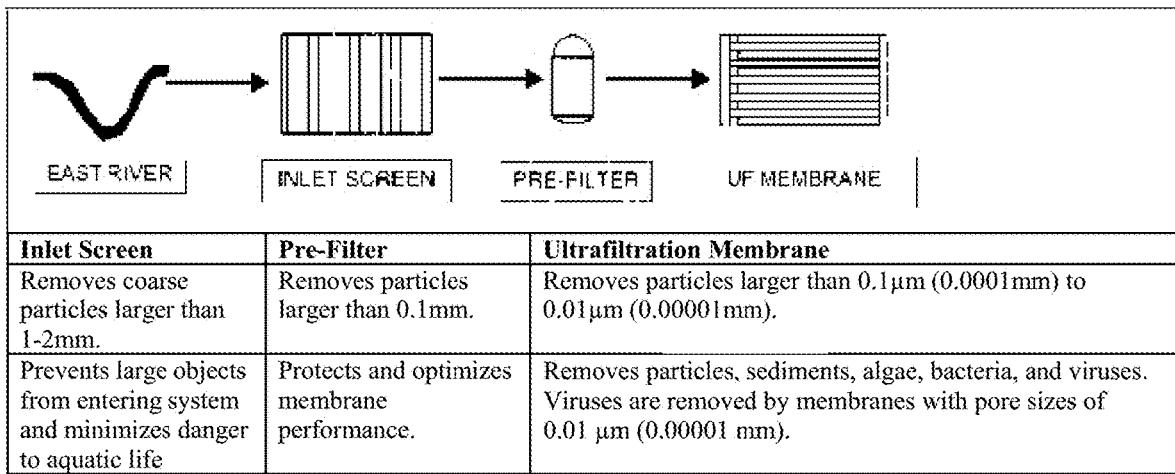 EAST RIVER
INLET SCREEN
PRE-FILTER
UF MEMBRANE
Inlet Screen
Pre-Filter
Ultrafiltration Membrane
Removes coarse
particles larger than
1-2mm.
Removes particles
larger than 0.1mm.
Removes particles larger than 0.1µm (0.0001mm) to
0.01µm (0.00001mm).
Prevents large objects
from entering system
and minimizes danger
to aquatic life
Protects and optimizes
membrane
performance.
Removes particles, sediments, algae, bacteria, and viruses.
Viruses are removed by membranes with pore sizes of
0.01 µm (0.00001 mm).